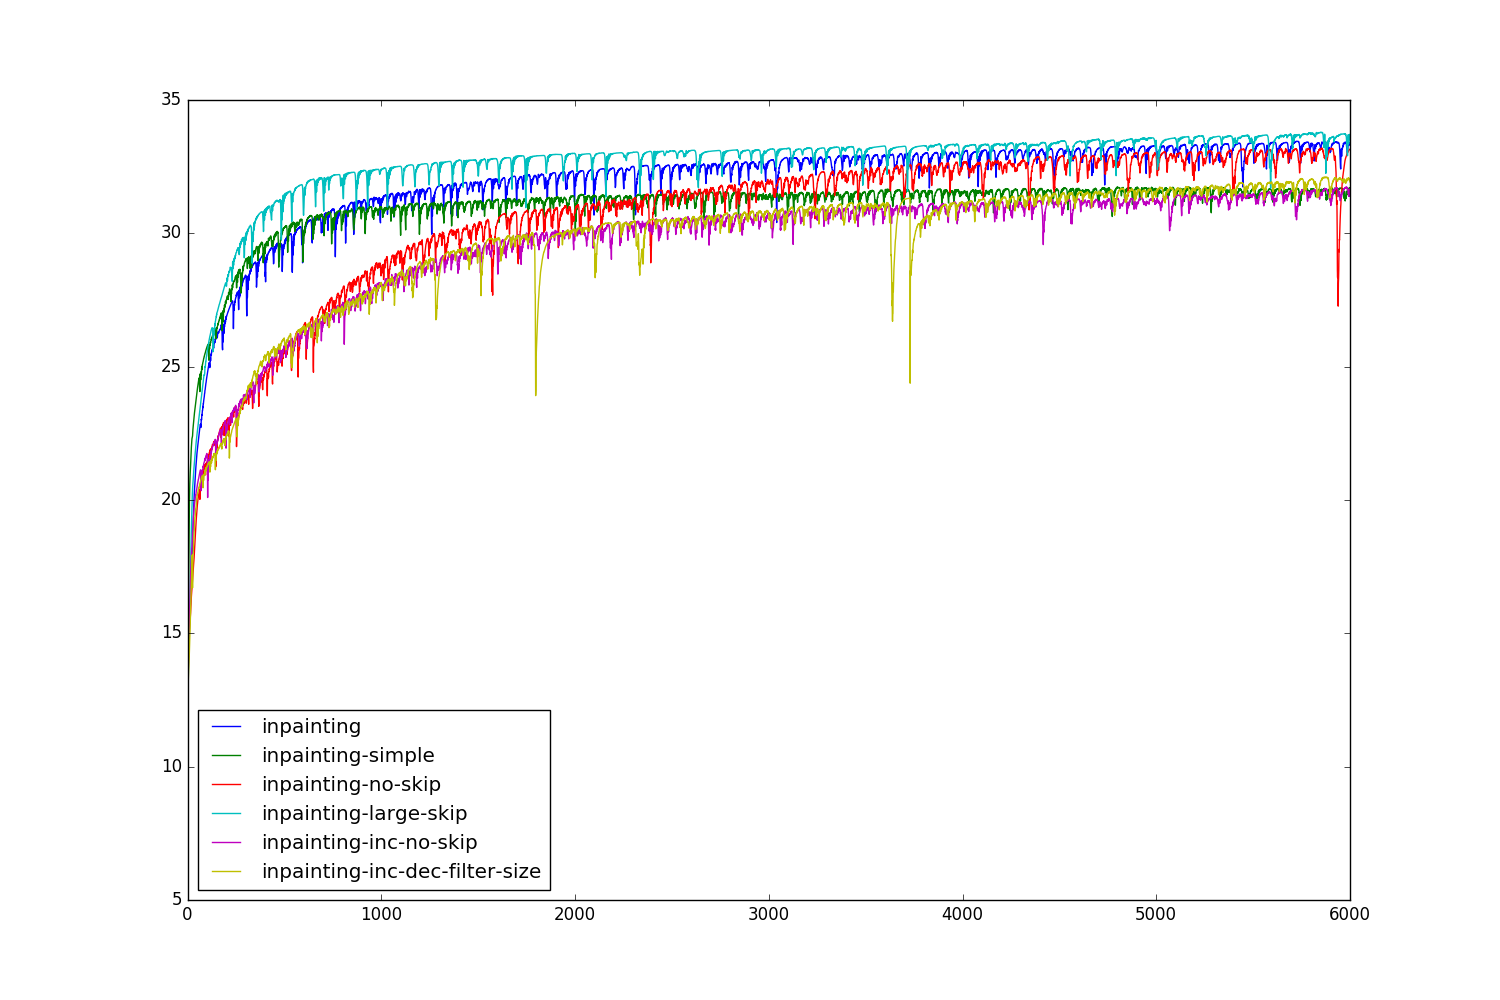 35
30
25
20
15
10
5
inpainting
inpainting-simple
inpainting-no-skip
inpainting-large-skip
inpainting-inc-no-skip
inpainting-inc-dec-filter-size
0 1000 2000 3000 4000 5000 6000